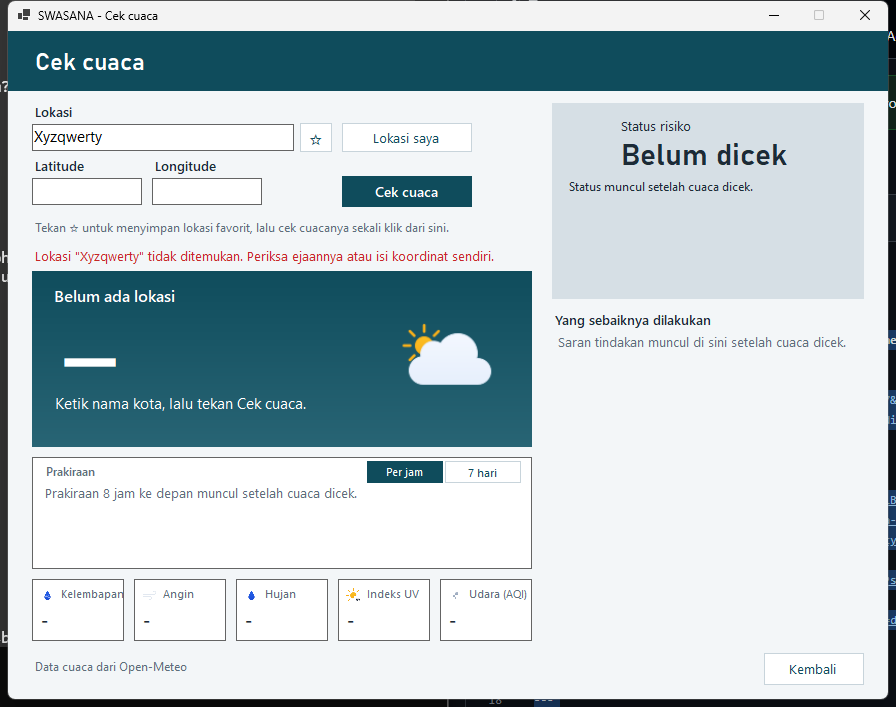 SWASANA - Cek cuaca
Cek cuaca
Lokasi
Xyzqwerty
☆
Lokasi saya
Latitude
Longitude
Cek cuaca
Tekan ☆ untuk menyimpan lokasi favorit, lalu cek cuacanya sekali klik dari sini.
Lokasi "Xyzqwerty" tidak ditemukan. Periksa ejaannya atau isi koordinat sendiri.
Belum ada lokasi
—
Ketik nama kota, lalu tekan Cek cuaca.
Prakiraan
Per jam
7 hari
Prakiraan 8 jam ke depan muncul setelah cuaca dicek.
Kelembapan
Angin
Hujan
Indeks UV
Udara (AQI)
-
-
-
-
-
Data cuaca dari Open-Meteo
Status risiko
Belum dicek
Status muncul setelah cuaca dicek.
Yang sebaiknya dilakukan
Saran tindakan muncul di sini setelah cuaca dicek.
Kembali
18